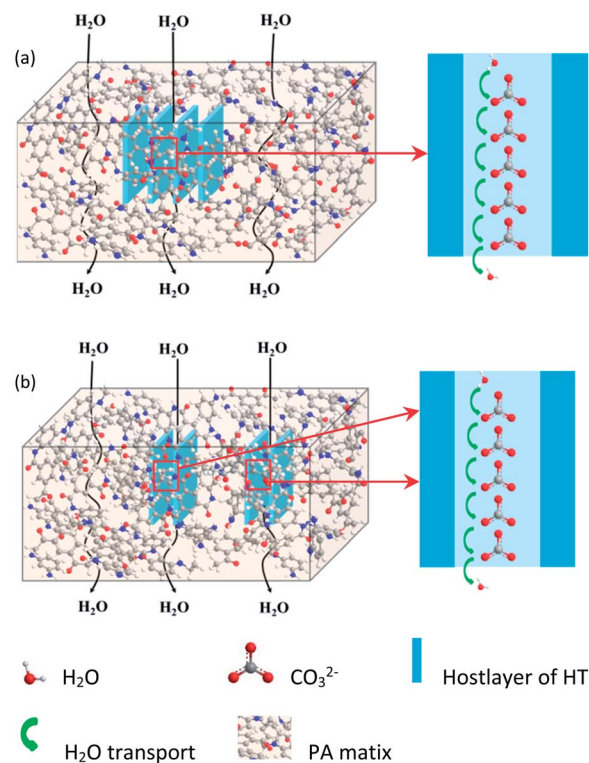 H₂O H₂O H₂O
(a)
H₂O H₂O H₂O
H₂O H₂O H₂O
(b)
H₂O H₂O H₂O
H₂O CO₃²⁻ Hostlayer of HT
H₂O transport PA matix